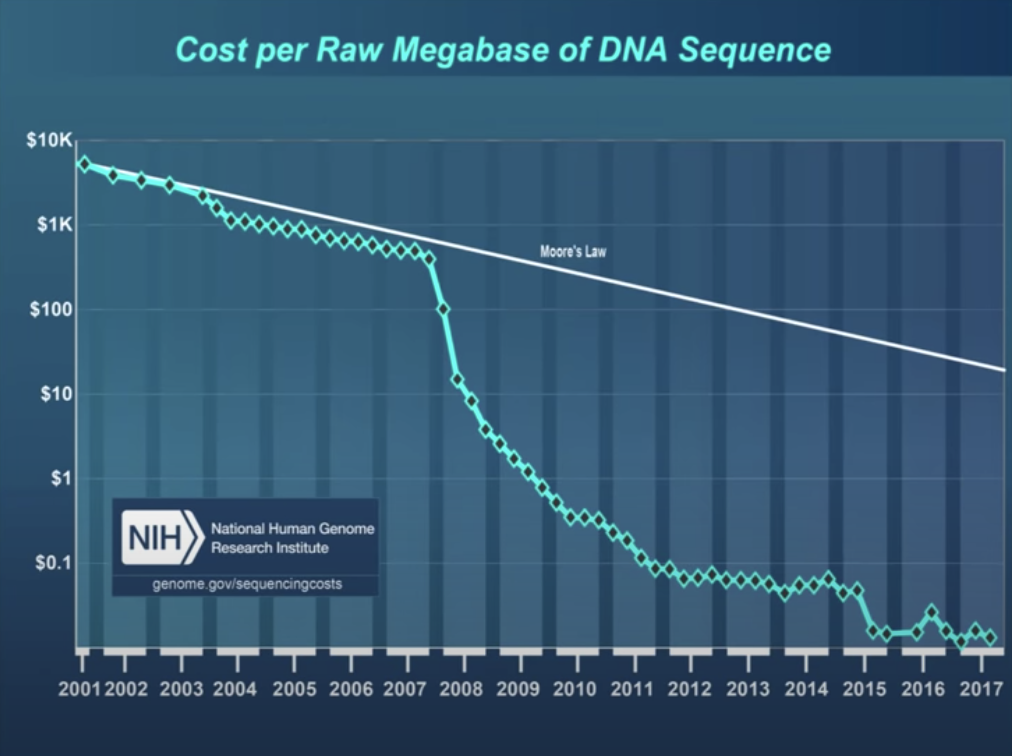 Cost per Raw Megabase of DNA Sequence
$10K
$1K
$100
$10
$1
$0.1
Moore's Law
NIH
National Human Genome
Research Institute
genome.gov/sequencingcosts
2001 2002 2003 2004 2005 2006 2007 2008 2009 2010 2011 2012 2013 2014 2015 2016 2017